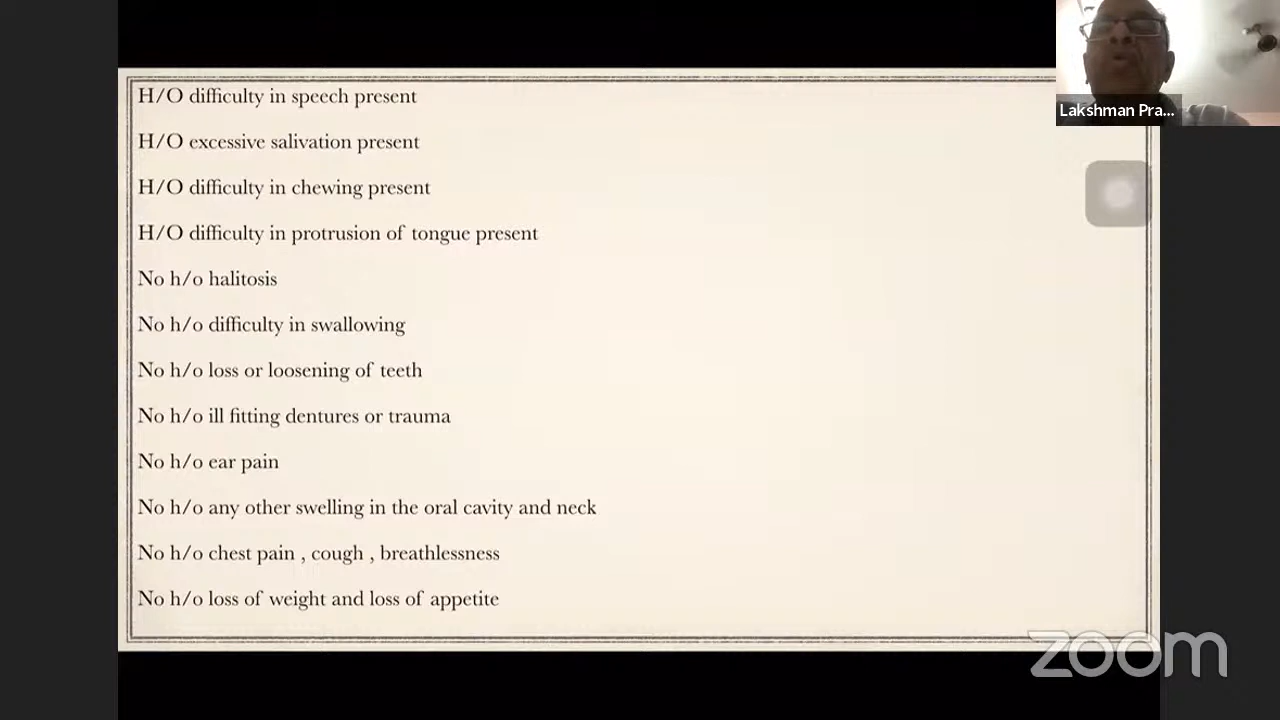 H/O difficulty in speech present
H/O excessive salivation present
H/O difficulty in chewing present
H/O difficulty in protrusion of tongue present
No h/o halitosis
No h/o difficulty in swallowing
No h/o loss or loosening of teeth
No h/o ill fitting dentures or trauma
No h/o ear pain
No h/o any other swelling in the oral cavity and neck
No h/o chest pain , cough , breathlessness
No h/o loss of weight and loss of appetite
Lakshman Pra...
zoom